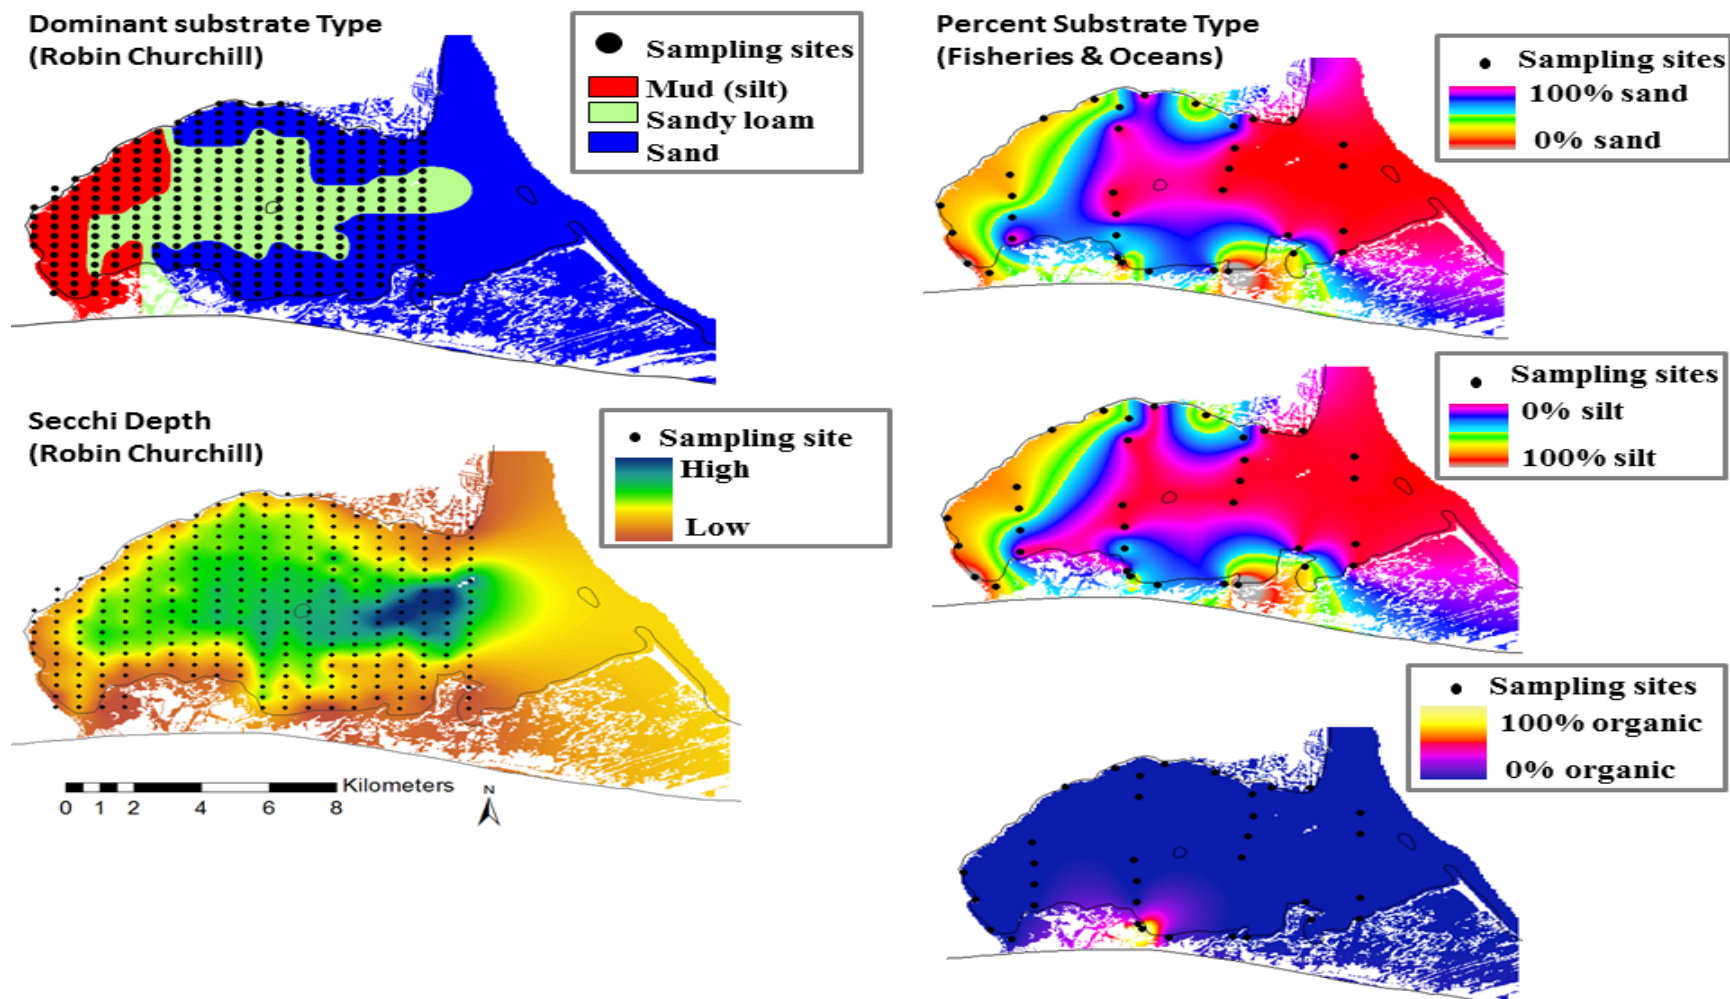 Dominant substrate Type
(Robin Churchill)
Sampling sites
Mud (silt)
Sandy loam
Sand
Secchi Depth
(Robin Churchill)
Sampling site
High
Low
Kilometers
0 1 2 4 6 8
N
Percent Substrate Type
(Fisheries & Oceans)
Sampling sites
100% sand
0% sand
Sampling sites
0% silt
100% silt
Sampling sites
100% organic
0% organic